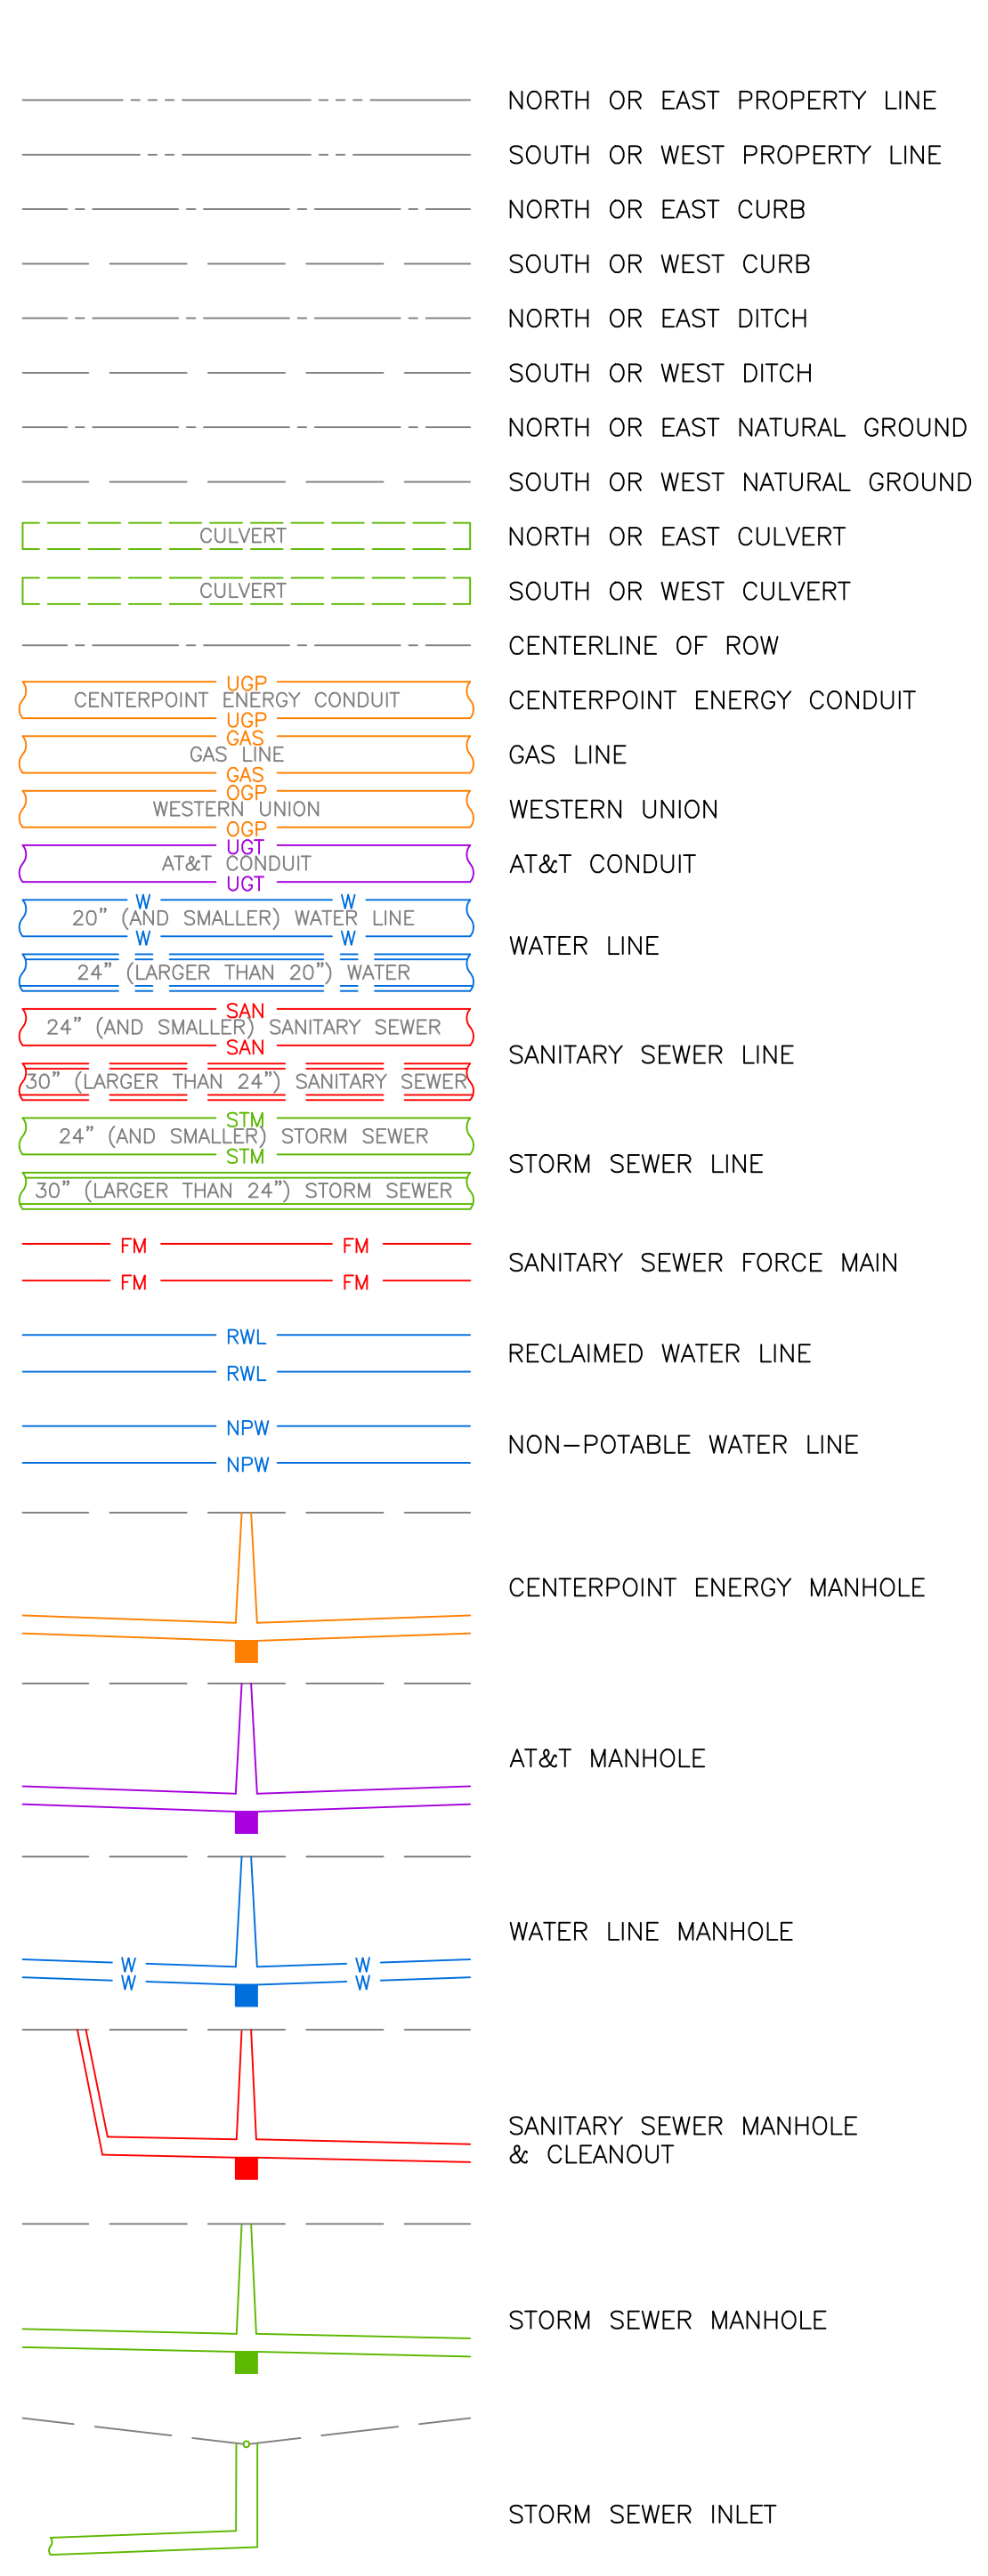 NORTH OR EAST PROPERTY LINE
SOUTH OR WEST PROPERTY LINE
NORTH OR EAST CURB
SOUTH OR WEST CURB
NORTH OR EAST DITCH
SOUTH OR WEST DITCH
NORTH OR EAST NATURAL GROUND
SOUTH OR WEST NATURAL GROUND
CULVERT NORTH OR EAST CULVERT
CULVERT SOUTH OR WEST CULVERT
CENTERLINE OF ROW
UGP
CENTERPOINT ENERGY CONDUIT CENTERPOINT ENERGY CONDUIT
UGP
GAS
GAS LINE GAS LINE
GAS
OGP
WESTERN UNION WESTERN UNION
OGP
UGT
AT&T CONDUIT AT&T CONDUIT
UGT
W W
20" (AND SMALLER) WATER LINE
W W
WATER LINE
24" (LARGER THAN 20") WATER
SAN
24" (AND SMALLER) SANITARY SEWER
SAN
SANITARY SEWER LINE
30" (LARGER THAN 24") SANITARY SEWER
STM
24" (AND SMALLER) STORM SEWER
STM
STORM SEWER LINE
30" (LARGER THAN 24") STORM SEWER
FM FM
SANITARY SEWER FORCE MAIN
FM FM
RWL
RECLAIMED WATER LINE
RWL
NPW
NON-POTABLE WATER LINE
NPW
CENTERPOINT ENERGY MANHOLE
AT&T MANHOLE
WATER LINE MANHOLE
W W
W W
SANITARY SEWER MANHOLE
& CLEANOUT
STORM SEWER MANHOLE
STORM SEWER INLET